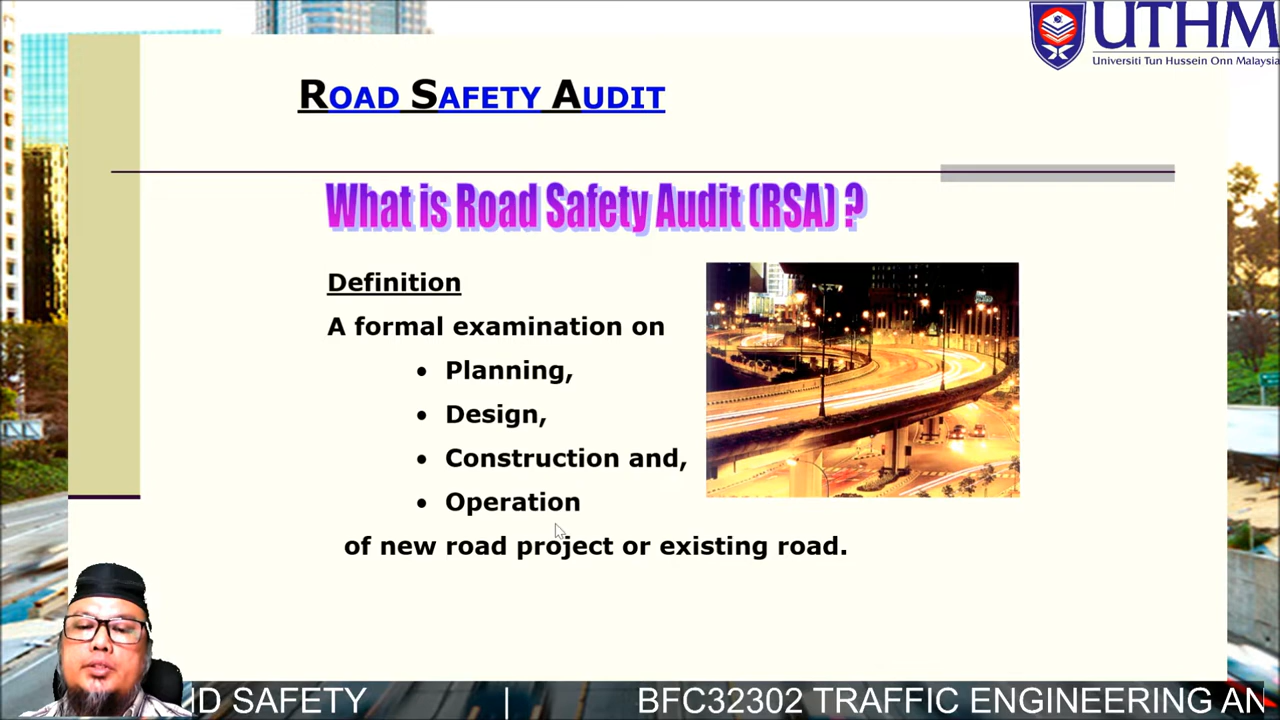 UTHM
Universiti Tun Hussein Onn Malaysia
ROAD SAFETY AUDIT
What is Road Safety Audit (RSA) ?
Definition
A formal examination on
• Planning,
• Design,
• Construction and,
• Operation
of new road project or existing road.
ID SAFETY | BFC32302 TRAFFIC ENGINEERING AN